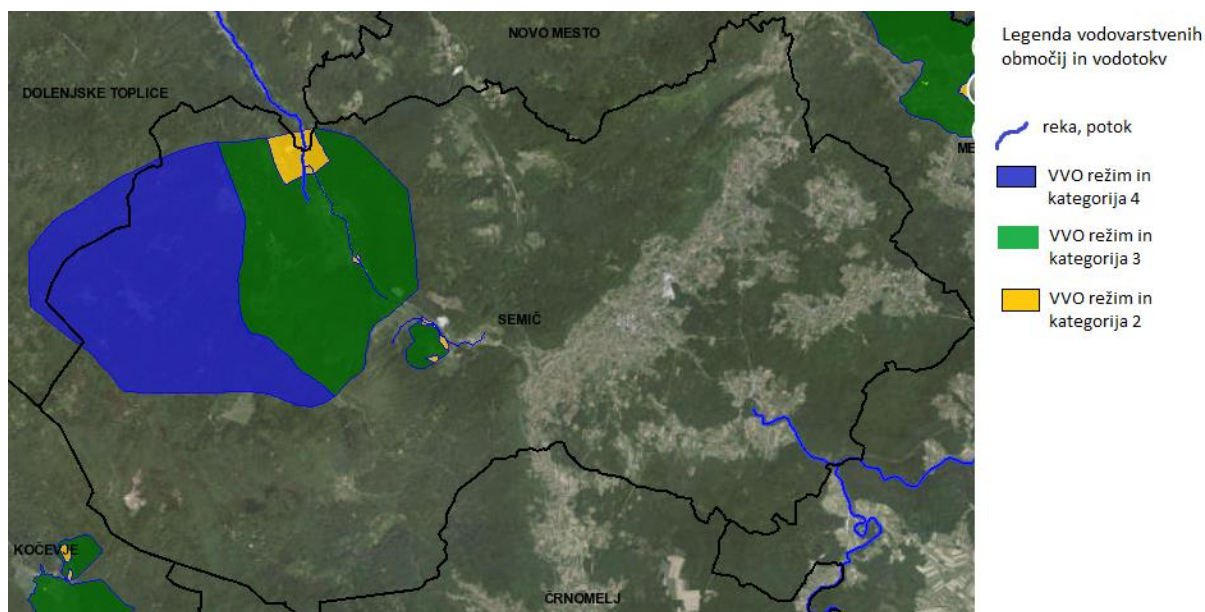 NOVO MESTO
DOLENJSKE TOPLICE
ME
SEMIČ
KOČEVJE
ČRNOMELJ
Legenda vodovarstvenih
območij in vodotokv
reka, potok
VVO režim in
kategorija 4
VVO režim in
kategorija 3
VVO režim in
kategorija 2